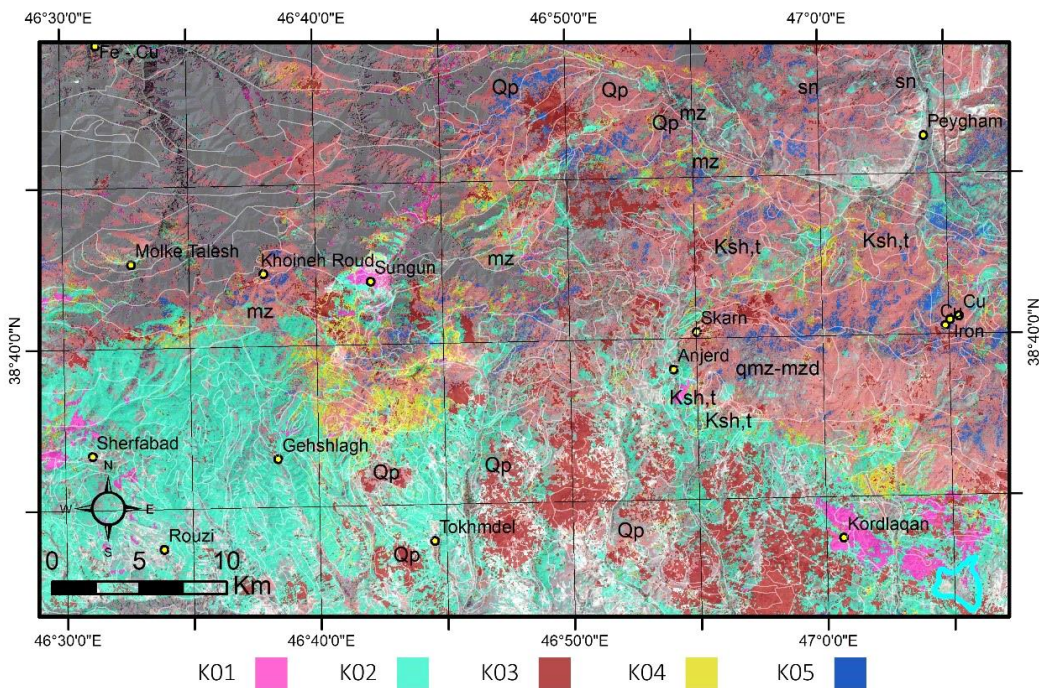 46°30'0"E 46°40'0"E 46°50'0"E 47°0'0"E
Fe - Cu
Qp Qp sn sn
mz
Qp Peygham
mz
Ksh,t Ksh,t
mz
Molke Talesh
Khoineh Roud Sungun
mz
Cu
Cu
Skarn Iron
38°40'0"N 38°40'0"N
Anjerd
qmz-mzd
Ksh,t
Ksh,t
Sherfabad Gehshlagh
Qp Qp
N
W E
S
Kordlaqan
Tokhmdel Qp
Rouzi Qp
0 5 10
Km
46°30'0"E 46°40'0"E 46°50'0"E 47°0'0"E
K01 K02 K03 K04 K05